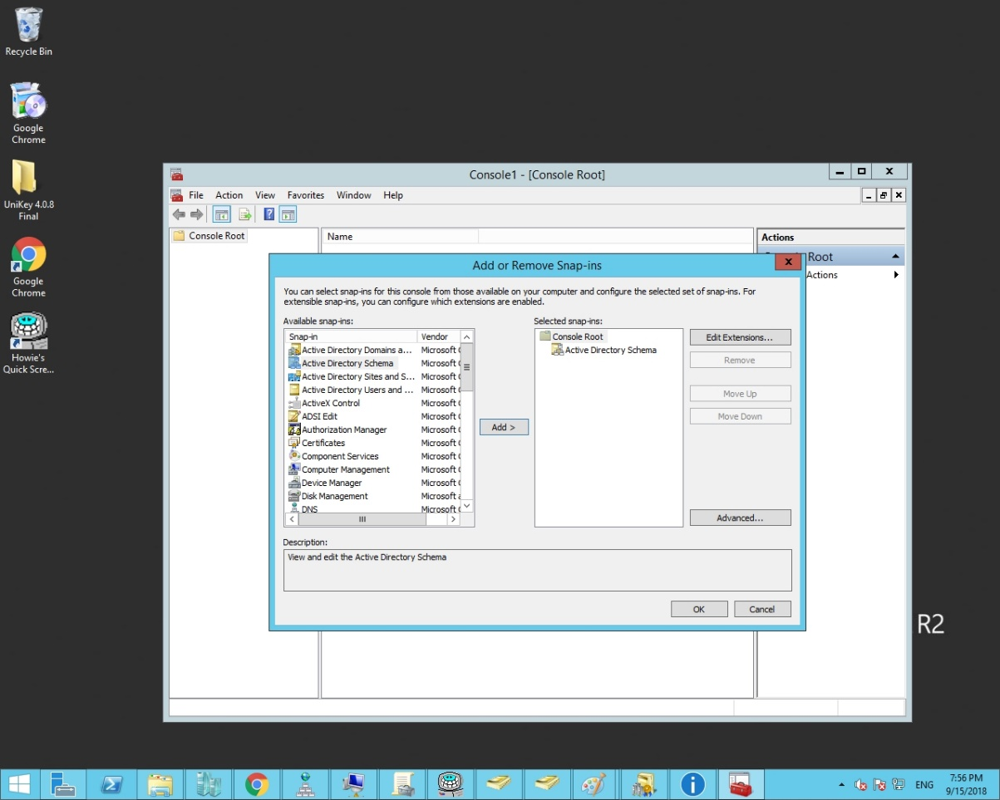 Recycle Bin
Google
Chrome
UniKey 4.0.8
Final
Google
Chrome
Howie's
Quick Scre...
Console1 - [Console Root]
File Action View Favorites Window Help
Console Root
Name
Actions
Root
Actions
Add or Remove Snap-ins
You can select snap-ins for this console from those available on your computer and configure the selected set of snap-ins. For
extensible snap-ins, you can configure which extensions are enabled.
Available snap-ins:
Snap-in Vendor
Active Directory Domains a... Microsoft
Active Directory Schema Microsoft
Active Directory Sites and S... Microsoft
Active Directory Users and ... Microsoft
ActiveX Control Microsoft
ADSI Edit Microsoft
Authorization Manager Microsoft
Certificates Microsoft
Component Services Microsoft
Computer Management Microsoft
Device Manager Microsoft
Disk Management Microsoft
DNS Microsoft
Add >
Selected snap-ins:
Console Root
Active Directory Schema
Edit Extensions...
Remove
Move Up
Move Down
Advanced...
Description:
View and edit the Active Directory Schema
OK Cancel
R2
ENG
7:56 PM
9/15/2018